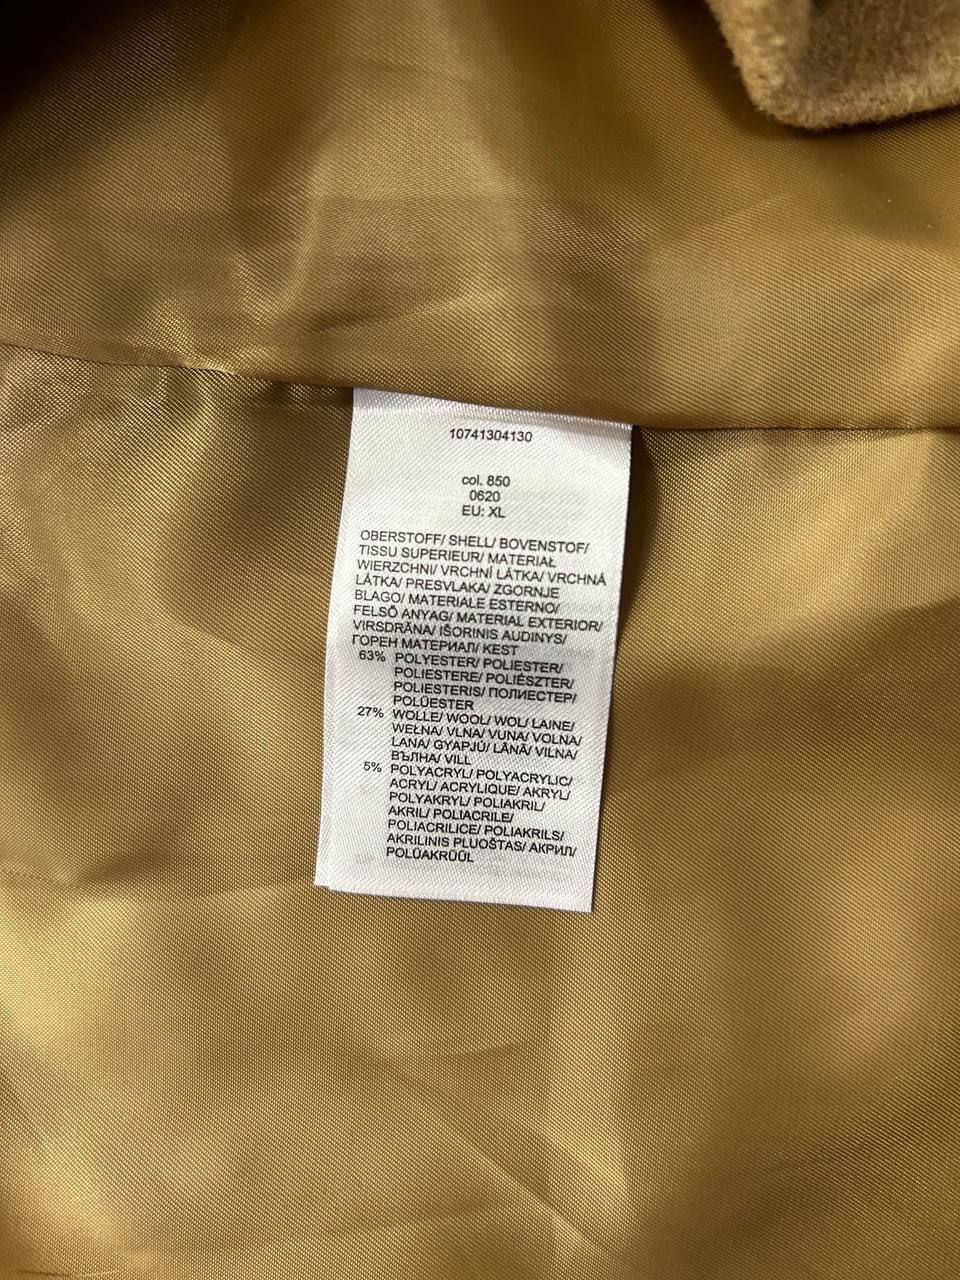 10741304130
col. 850
0620
EU: XL
OBERSTOFF/ SHELL/ BOVENSTOF/
TISSU SUPERIEUR/ MATERIAŁ
WIERZCHNI/ VRCHNÍ LÁTKA/ VRCHNÁ
LÁTKA/ PRESVLAKA/ ZGORNJE
BLAGO/ MATERIALE ESTERNO/
FELSŐ ANYAG/ MATERIAL EXTERIOR/
VIRSDRĀNA/ IŠORINIS AUDINYS/
ГОРЕН МАТЕРИАЛ/ KEST
63% POLYESTER/ POLIESTER/
POLIESTERE/ POLIÉSZTER/
POLIESTERIS/ ПОЛИЕСТЕР/
POLÜESTER
27% WOLLE/ WOOL/ WOL/ LAINE/
WEŁNA/ VLNA/ VUNA/ VOLNA/
LANA/ GYAPJÚ/ LÂNĂ/ VILNA/
ВЪЛНА/ VILL
5% POLYACRYL/ POLYACRYLIC/
ACRYL/ ACRYLIQUE/ AKRYL/
POLYAKRYL/ POLIAKRIL/
AKRIL/ POLIACRILE/
POLIACRILICE/ POLIAKRILS/
AKRILINIS PLUOŠTAS/ АКРИЛ/
POLÜAKRÜÜL